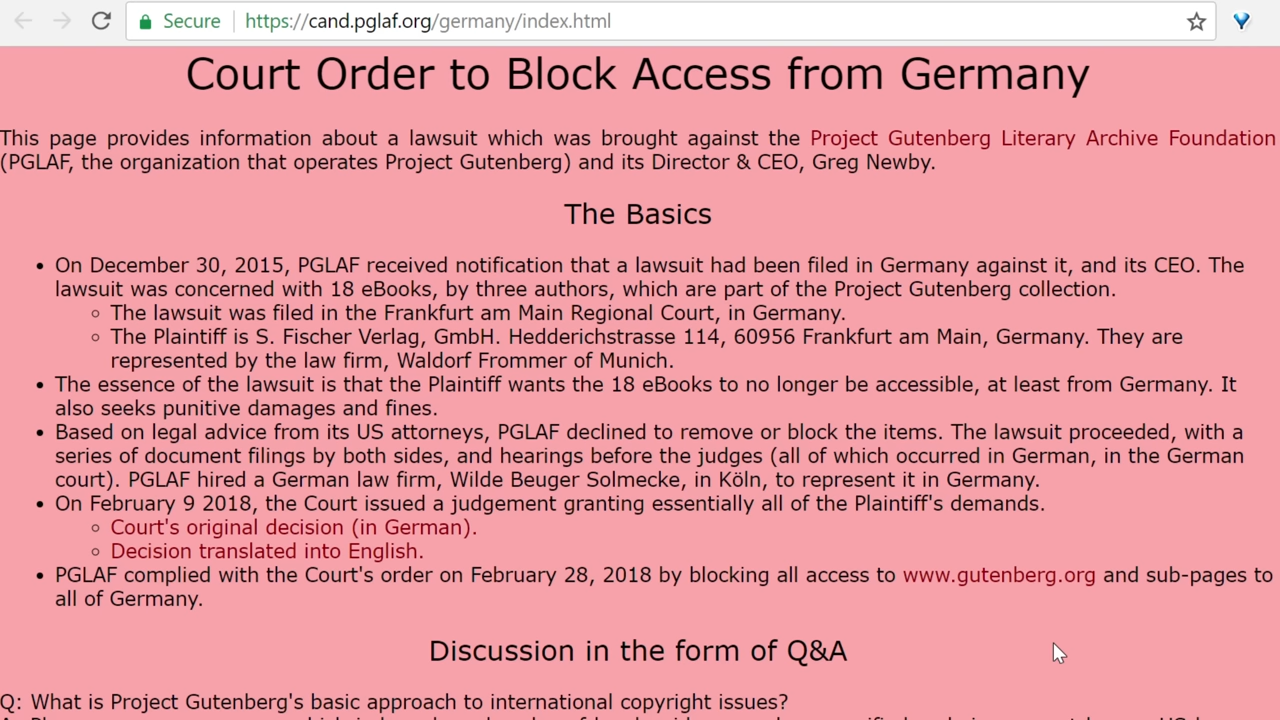 Secure https://cand.pglaf.org/germany/index.html
Court Order to Block Access from Germany
This page provides information about a lawsuit which was brought against the Project Gutenberg Literary Archive Foundation
(PGLAF, the organization that operates Project Gutenberg) and its Director & CEO, Greg Newby.
The Basics
• On December 30, 2015, PGLAF received notification that a lawsuit had been filed in Germany against it, and its CEO. The
lawsuit was concerned with 18 eBooks, by three authors, which are part of the Project Gutenberg collection.
◦ The lawsuit was filed in the Frankfurt am Main Regional Court, in Germany.
◦ The Plaintiff is S. Fischer Verlag, GmbH. Hedderichstrasse 114, 60956 Frankfurt am Main, Germany. They are
represented by the law firm, Waldorf Frommer of Munich.
• The essence of the lawsuit is that the Plaintiff wants the 18 eBooks to no longer be accessible, at least from Germany. It
also seeks punitive damages and fines.
• Based on legal advice from its US attorneys, PGLAF declined to remove or block the items. The lawsuit proceeded, with a
series of document filings by both sides, and hearings before the judges (all of which occurred in German, in the German
court). PGLAF hired a German law firm, Wilde Beuger Solmecke, in Köln, to represent it in Germany.
• On February 9 2018, the Court issued a judgement granting essentially all of the Plaintiff's demands.
◦ Court's original decision (in German).
◦ Decision translated into English.
• PGLAF complied with the Court's order on February 28, 2018 by blocking all access to www.gutenberg.org and sub-pages to
all of Germany.
Discussion in the form of Q&A
Q: What is Project Gutenberg's basic approach to international copyright issues?